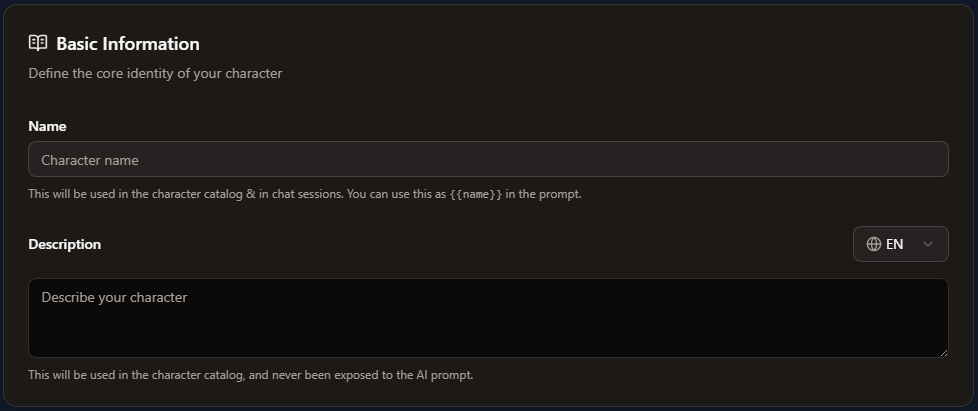 Basic Information
Define the core identity of your character
Name
Character name
This will be used in the character catalog & in chat sessions. You can use this as {{name}} in the prompt.
Description
EN
Describe your character
This will be used in the character catalog, and never been exposed to the AI prompt.